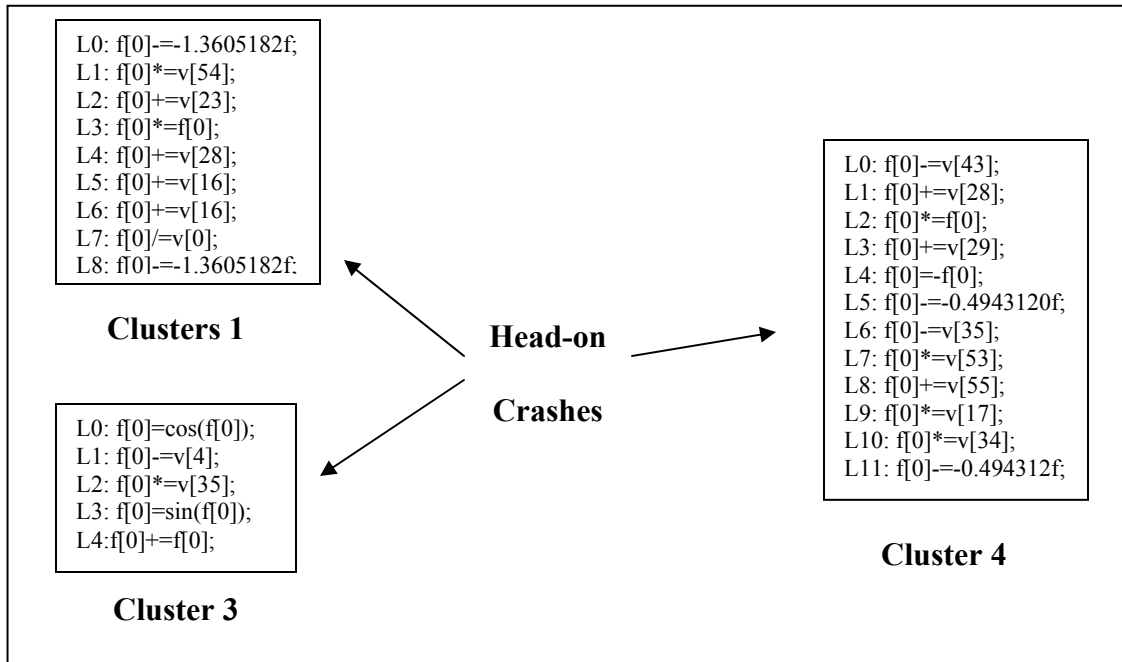 L0: f[0]-=-1.3605182f;
L1: f[0]*=v[54];
L2: f[0]+=v[23];
L3: f[0]*=f[0];
L4: f[0]+=v[28];
L5: f[0]+=v[16];
L6: f[0]+=v[16];
L7: f[0]/=v[0];
L8: f[0]-=-1.3605182f;
Clusters 1
Head-on
Crashes
L0: f[0]=cos(f[0]);
L1: f[0]-=v[4];
L2: f[0]*=v[35];
L3: f[0]=sin(f[0]);
L4:f[0]+=f[0];
Cluster 3
L0: f[0]-=v[43];
L1: f[0]+=v[28];
L2: f[0]*=f[0];
L3: f[0]+=v[29];
L4: f[0]=-f[0];
L5: f[0]-=-0.4943120f;
L6: f[0]-=v[35];
L7: f[0]*=v[53];
L8: f[0]+=v[55];
L9: f[0]*=v[17];
L10: f[0]*=v[34];
L11: f[0]-=-0.494312f;
Cluster 4